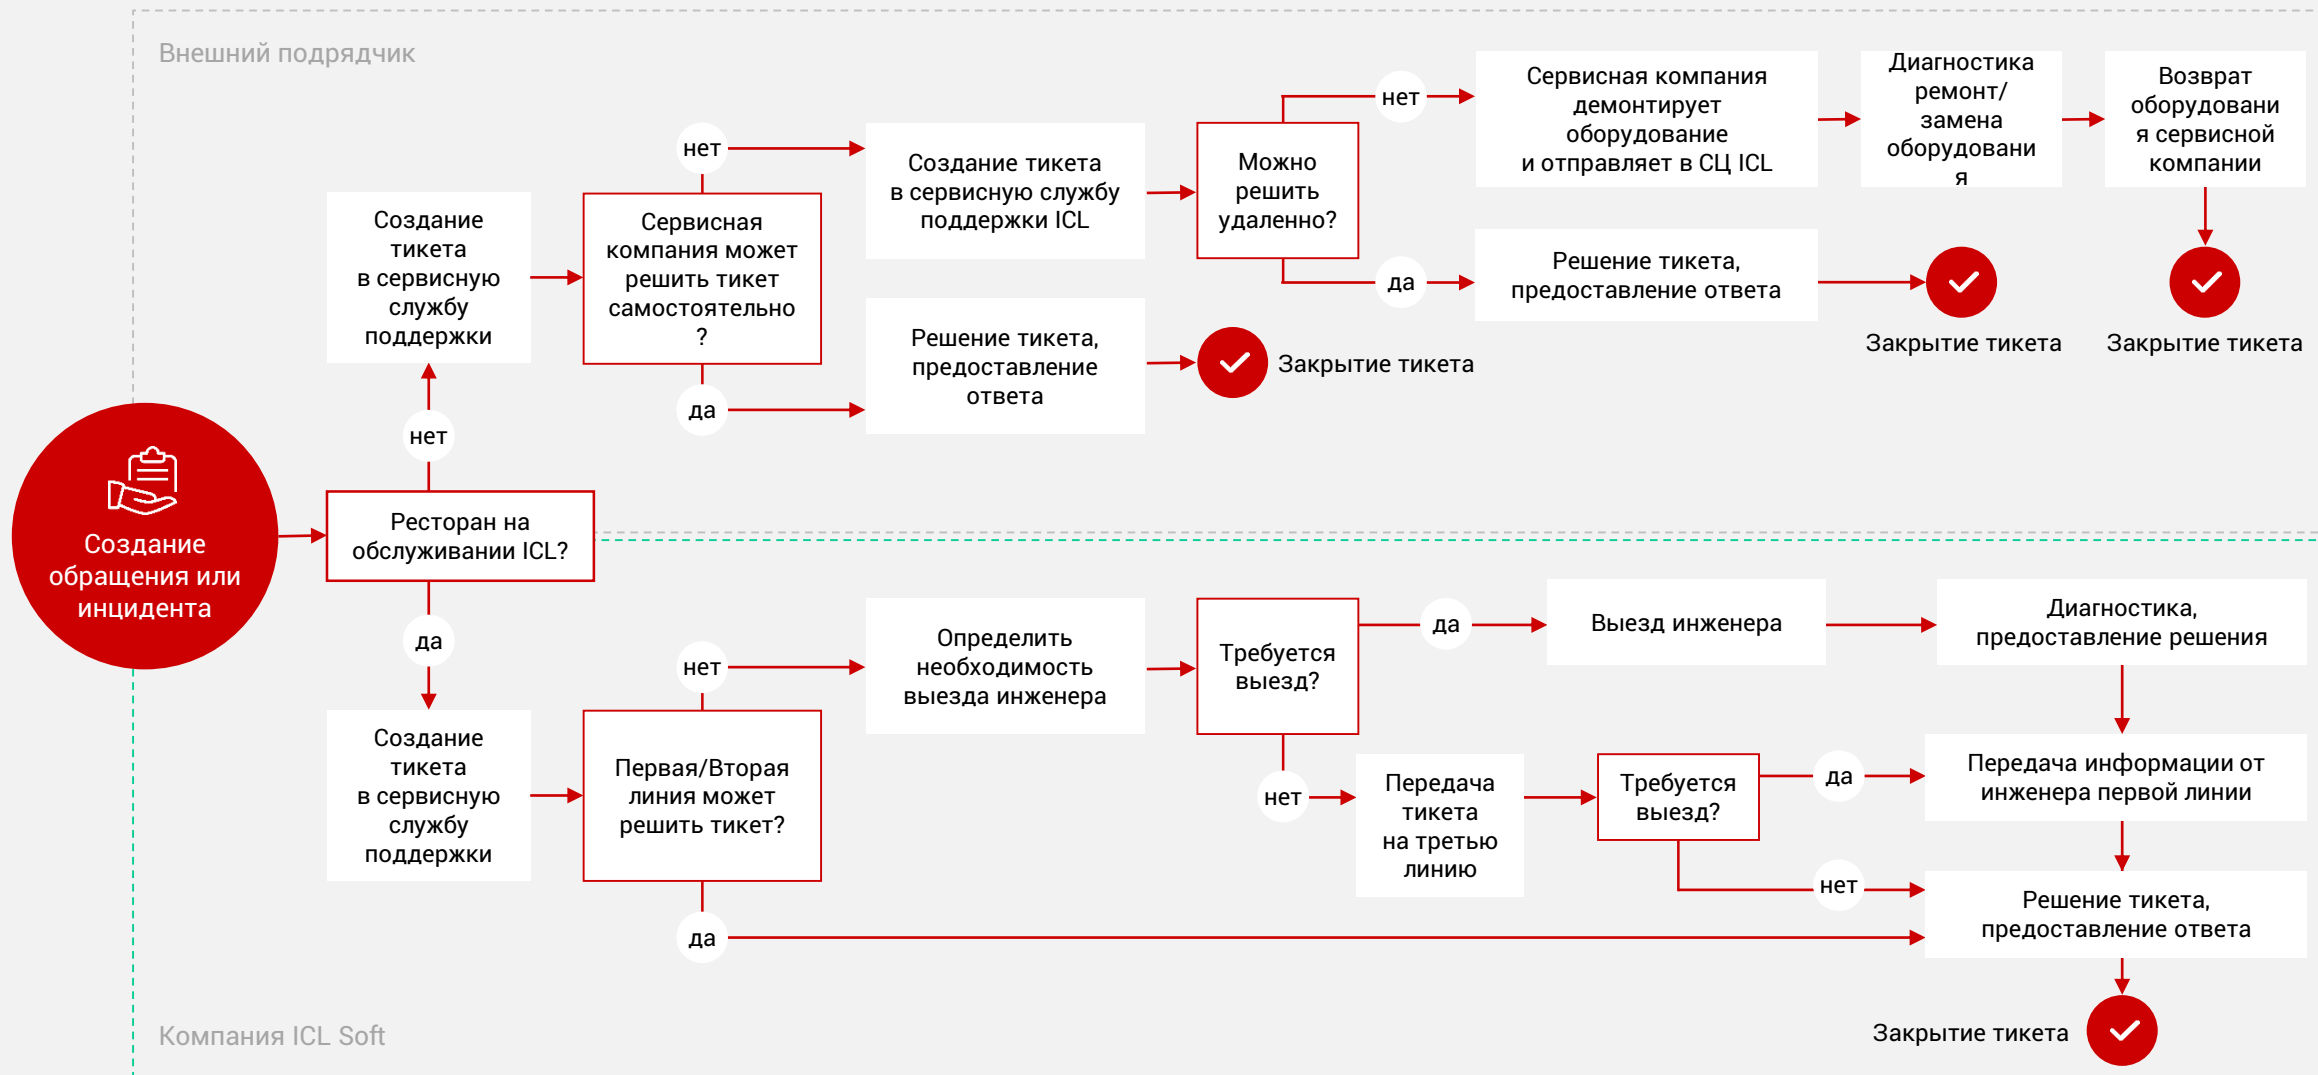 Внешний подрядчик
Создание
обращения или
инцидента
Ресторан на
обслуживании ICL?
нет
Создание
тикета
в сервисную
службу
поддержки
Сервисная
компания может
решить тикет
самостоятельно
?
нет
Создание тикета
в сервисную службу
поддержки ICL
Можно
решить
удаленно?
нет
Сервисная компания
демонтирует
оборудование
и отправляет в СЦ ICL
Диагностика
ремонт/
замена
оборудовани
я
Возврат
оборудовани
я сервисной
компании
Закрытие тикета
да
Решение тикета,
предоставление ответа
Закрытие тикета
да
Решение тикета,
предоставление
ответа
Закрытие тикета
да
Создание
тикета
в сервисную
службу
поддержки
Первая/Вторая
линия может
решить тикет?
нет
Определить
необходимость
выезда инженера
Требуется
выезд?
да
Выезд инженера
Диагностика,
предоставление решения
нет
Передача
тикета
на третью
линию
Требуется
выезд?
да
Передача информации от
инженера первой линии
нет
Решение тикета,
предоставление ответа
да
Закрытие тикета
Компания ICL Soft